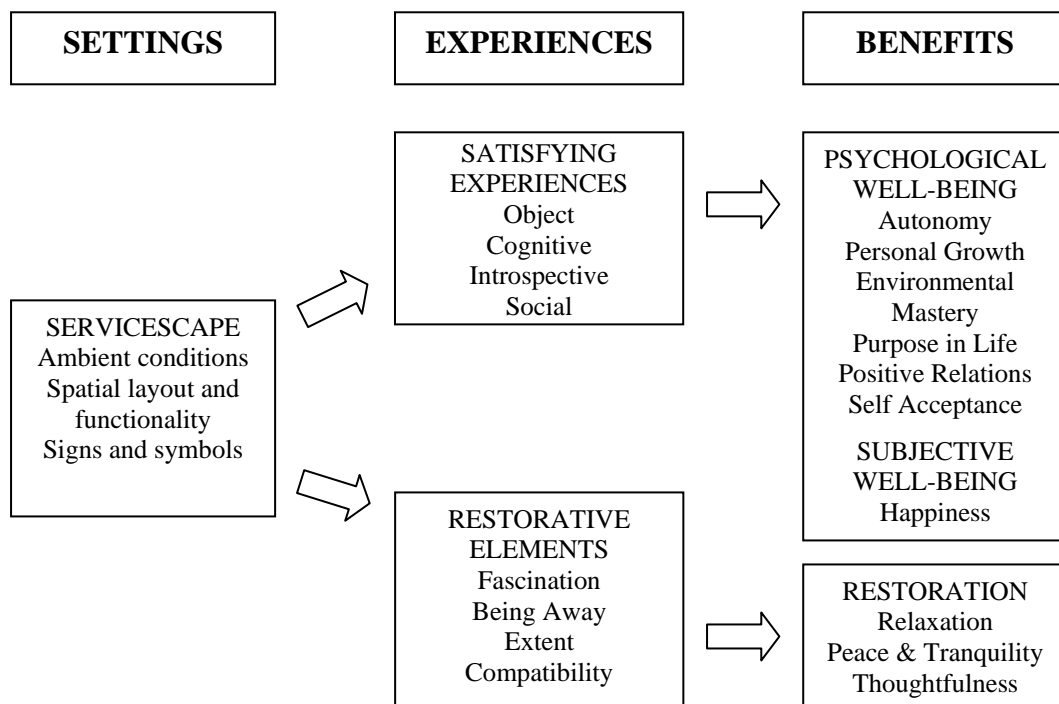 SETTINGS
EXPERIENCES
BENEFITS
SERVICESCAPE
Ambient conditions
Spatial layout and
functionality
Signs and symbols
SATISFYING
EXPERIENCES
Object
Cognitive
Introspective
Social
RESTORATIVE
ELEMENTS
Fascination
Being Away
Extent
Compatibility
PSYCHOLOGICAL
WELL-BEING
Autonomy
Personal Growth
Environmental
Mastery
Purpose in Life
Positive Relations
Self Acceptance
SUBJECTIVE
WELL-BEING
Happiness
RESTORATION
Relaxation
Peace & Tranquility
Thoughtfulness